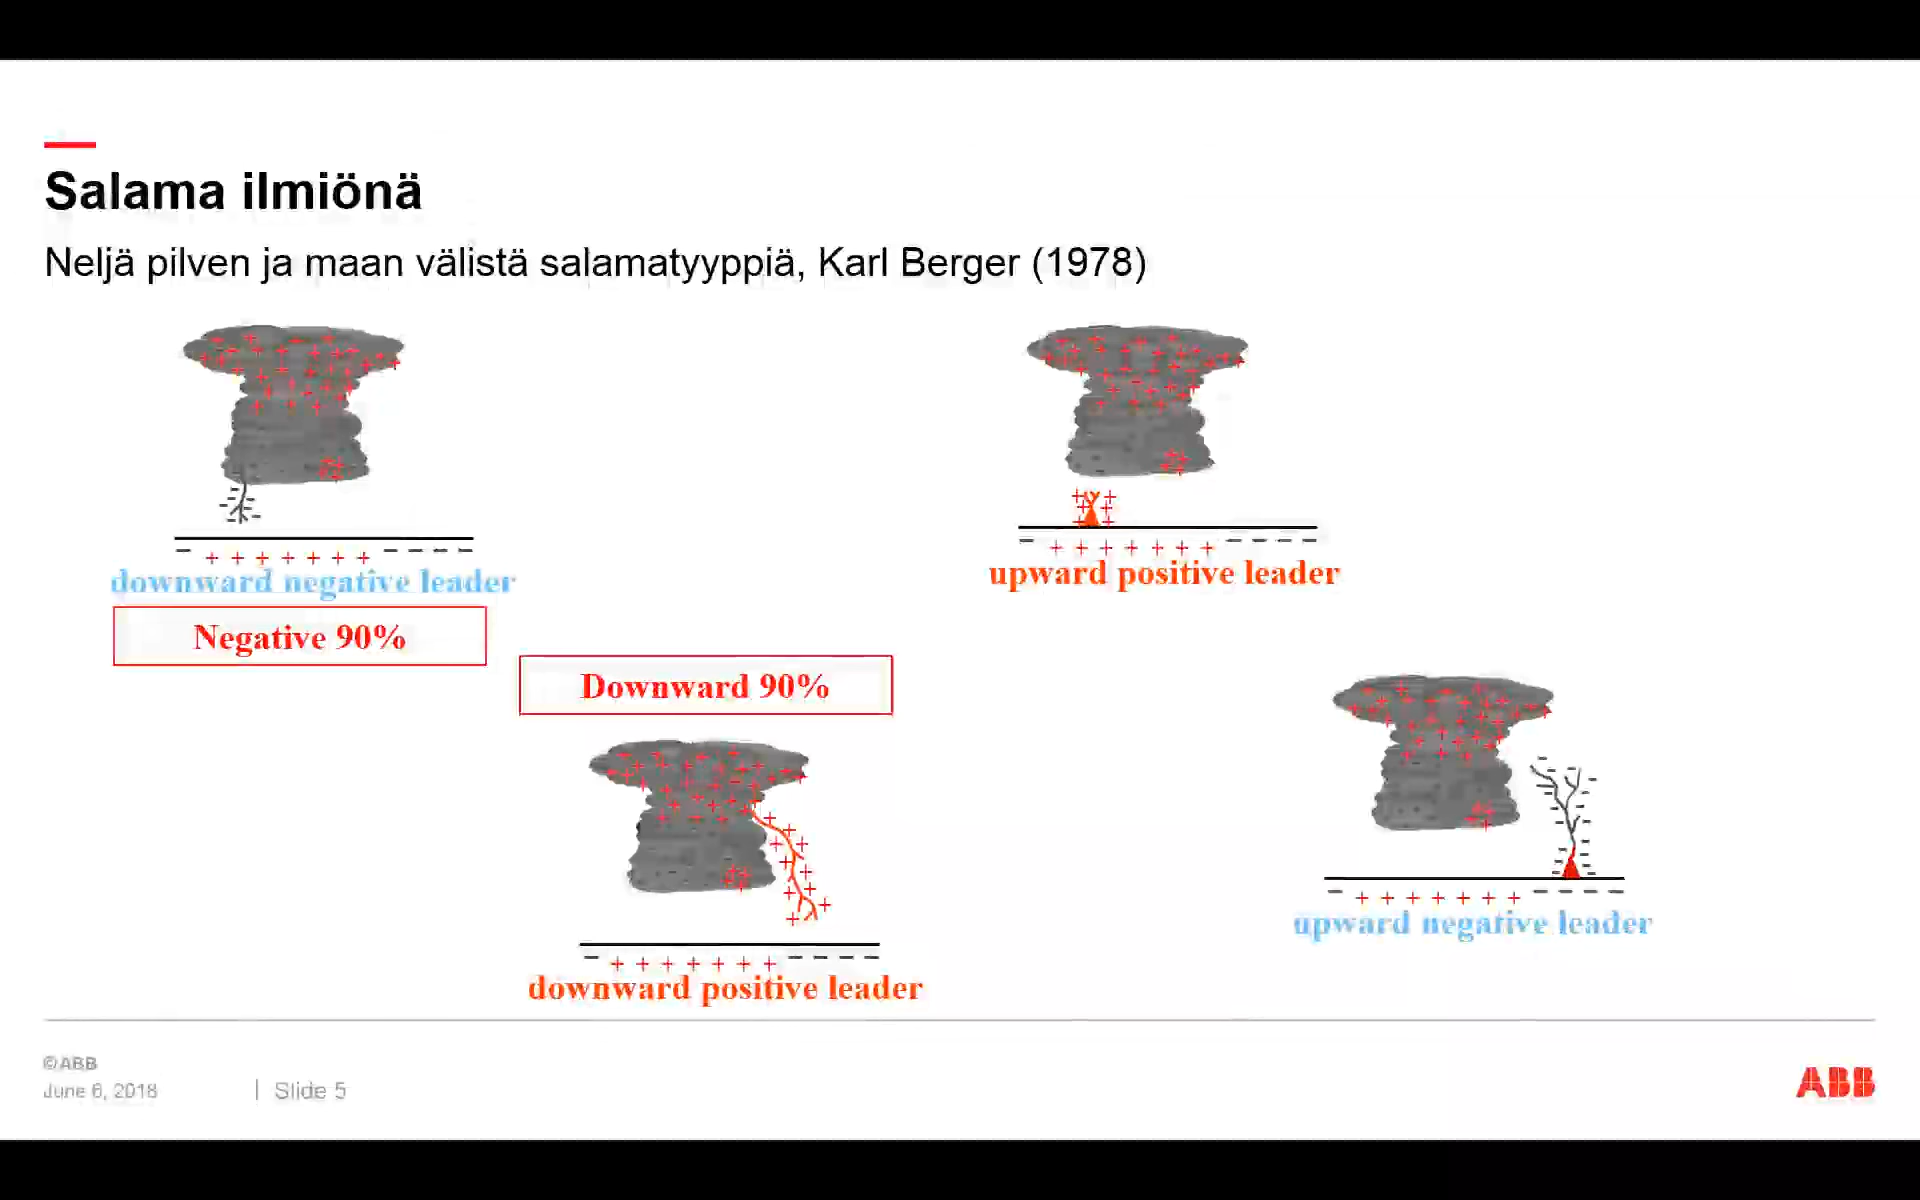 Salama ilmiönä
Neljä pilven ja maan välistä salamatyyppiä, Karl Berger (1978)
downward negative leader
Negative 90%
upward positive leader
Downward 90%
upward negative leader
downward positive leader
©ABB
June 6, 2018 | Slide 5
ABB